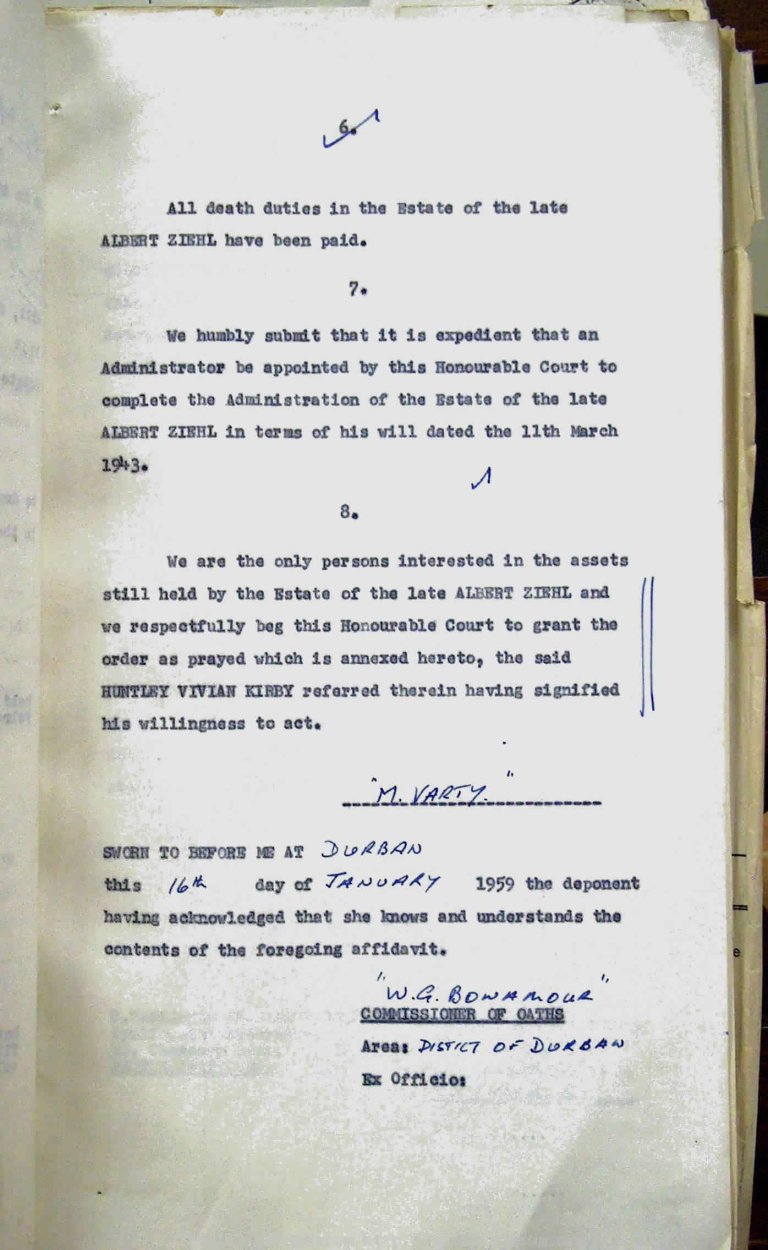 6.
All death duties in the Estate of the late
ALBERT ZIEHL have been paid.
7.
We humbly submit that it is expedient that an
Administrator be appointed by this Honourable Court to
complete the Administration of the Estate of the late
ALBERT ZIEHL in terms of his will dated the 11th March
1943.
8.
We are the only persons interested in the assets
still held by the Estate of the late ALBERT ZIEHL and
we respectfully beg this Honourable Court to grant the
order as prayed which is annexed hereto, the said
HUNTLEY VIVIAN KIRBY referred therein having signified
his willingness to act.
"M. VARTY."
SWORN TO BEFORE ME AT DURBAN
this 16th day of JANUARY 1959 the deponent
having acknowledged that she knows and understands the
contents of the foregoing affidavit.
"W.G. BONAMOUR"
COMMISSIONER OF OATHS
Area: DISTICT OF DURBAN
Ex Officio: